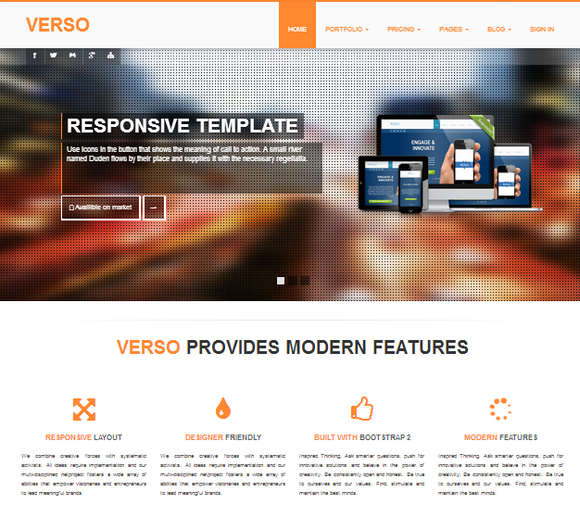 VERSO
HOME PORTFOLIO PRICING PAGES BLOG SIGN IN
RESPONSIVE TEMPLATE
Use icons in the button that shows the meaning of call to action. A small river
named Duden flows by their place and supplies it with the necessary regelialia.
Availible on market
ENGAGE &
INNOVATE
VERSO PROVIDES MODERN FEATURES
RESPONSIVE LAYOUT
We combine creative forces with systematic
activists. All ideas require implementation and our
multi-disciplined netproject fosters a wide array of
abilities that empower visionaries and entrepreneurs
to lead meaningful brands.
DESIGNER FRIENDLY
We combine creative forces with systematic
activists. All ideas require implementation and our
multi-disciplined netproject fosters a wide array of
abilities that empower visionaries and entrepreneurs
to lead meaningful brands.
BUILT WITH BOOTSTRAP 2
Inspired Thinking. Ask smarter questions, push for
innovative solutions and believe in the power of
creativity. Be consistently open and honest. Be true
to ourselves and our values. Find, stimulate and
maintain the best minds.
MODERN FEATURES
Inspired Thinking. Ask smarter questions, push for
innovative solutions and believe in the power of
creativity. Be consistently open and honest. Be true
to ourselves and our values. Find, stimulate and
maintain the best minds.